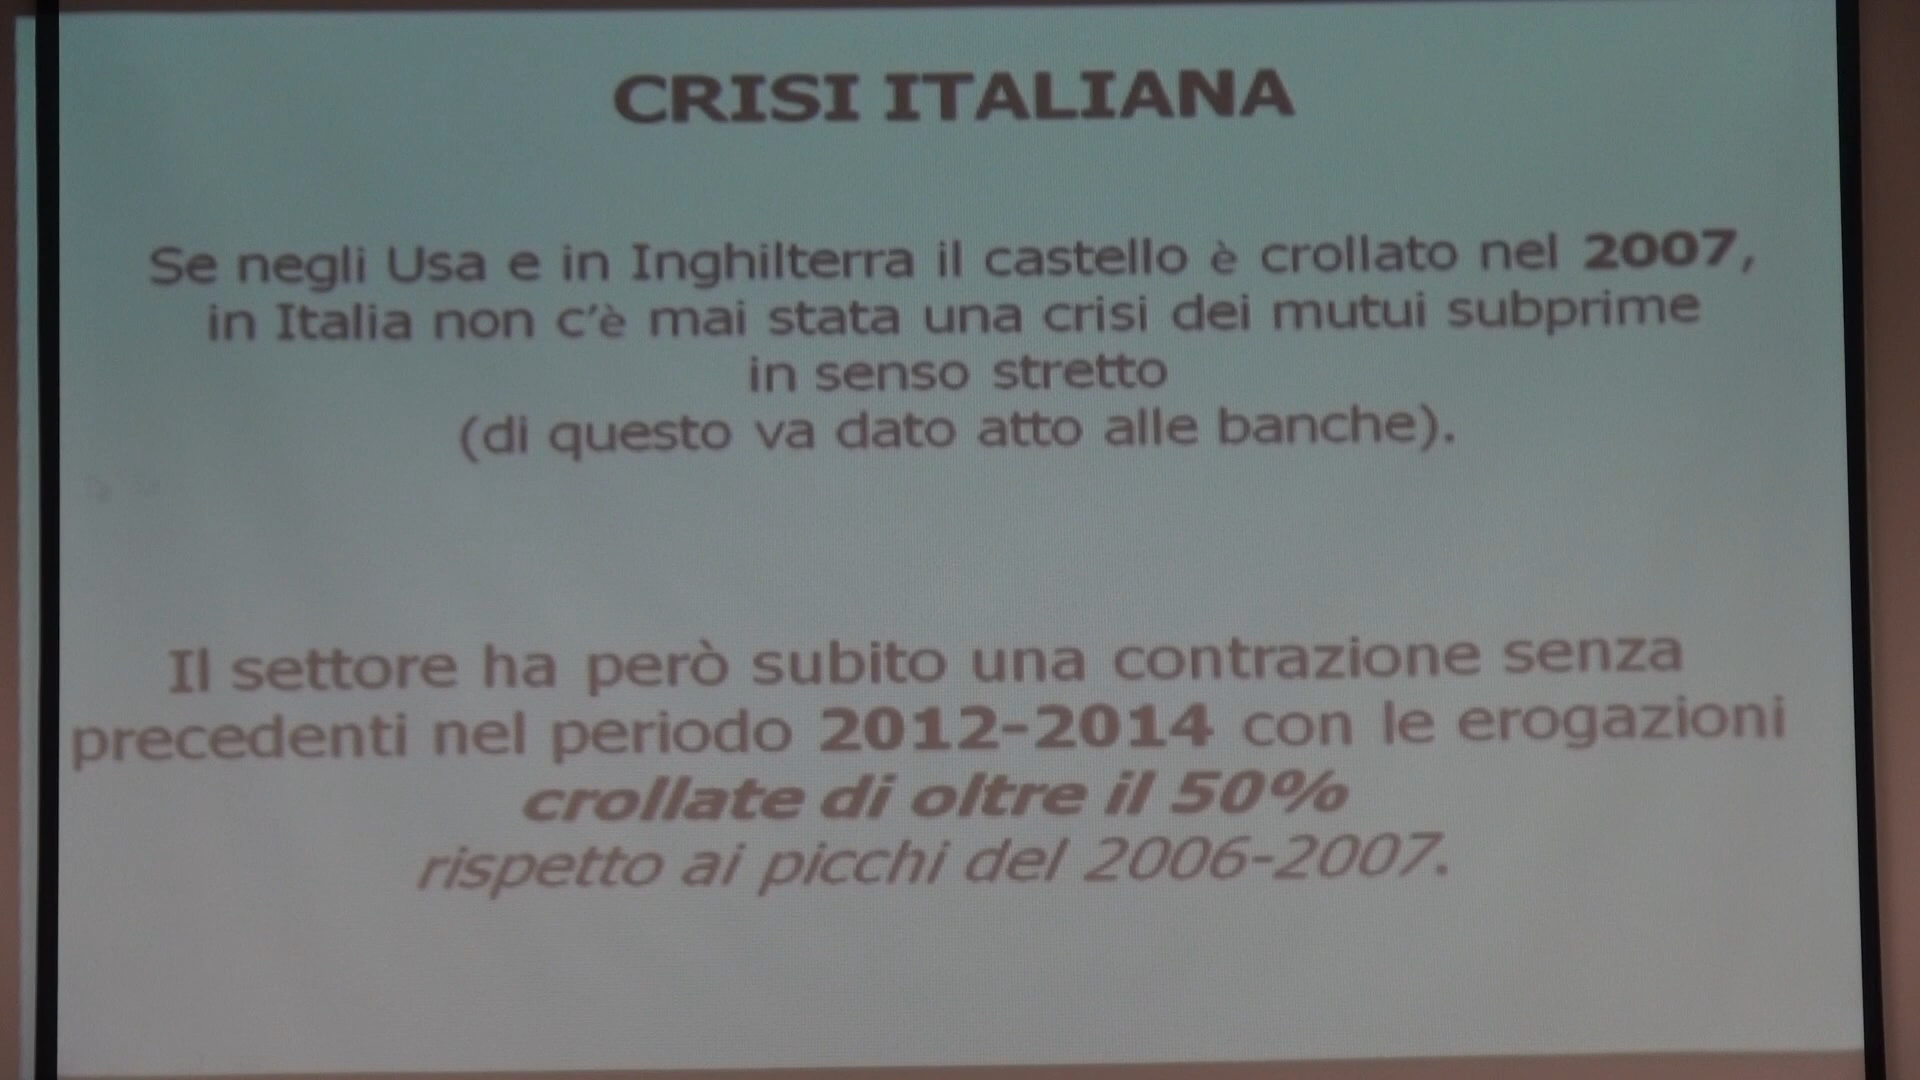 CRISI ITALIANA
Se negli Usa e in Inghilterra il castello è crollato nel 2007,
in Italia non c'è mai stata una crisi dei mutui subprime
in senso stretto
(di questo va dato atto alle banche).
Il settore ha però subito una contrazione senza
precedenti nel periodo 2012-2014 con le erogazioni
crollate di oltre il 50%
rispetto ai picchi del 2006-2007.